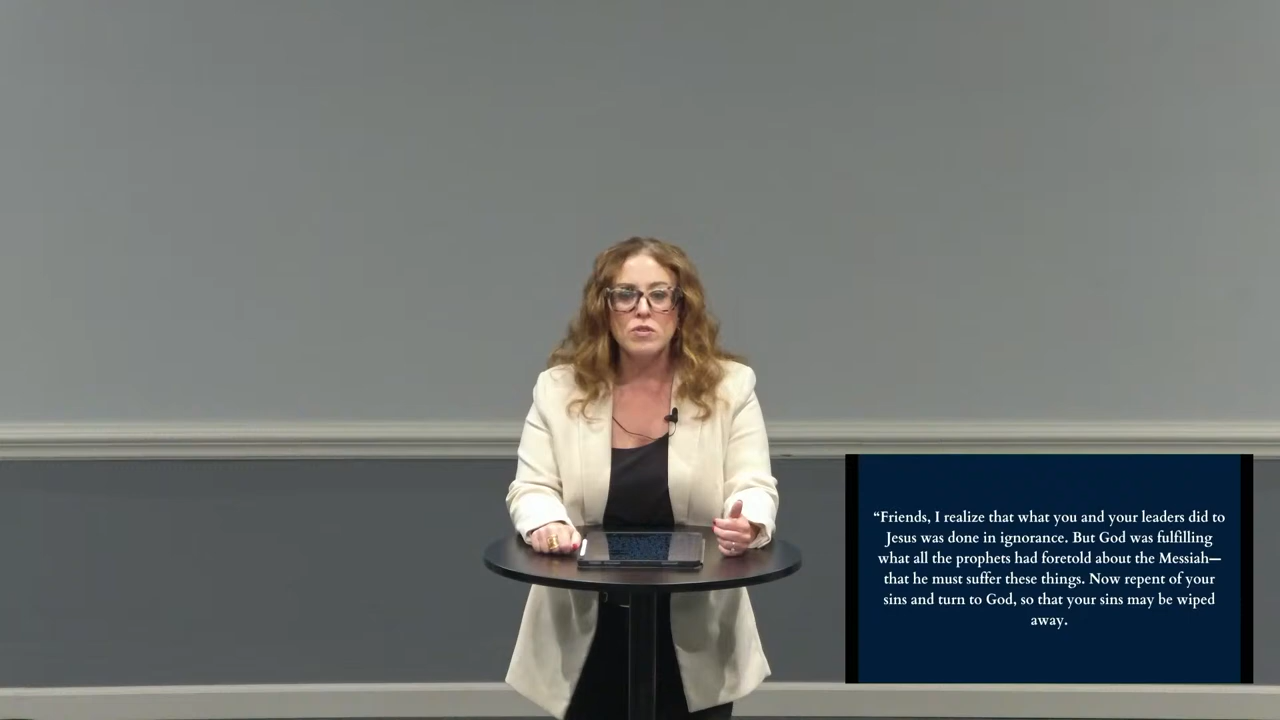 “Friends, I realize that what you and your leaders did to
Jesus was done in ignorance. But God was fulfilling
what all the prophets had foretold about the Messiah—
that he must suffer these things. Now repent of your
sins and turn to God, so that your sins may be wiped
away.